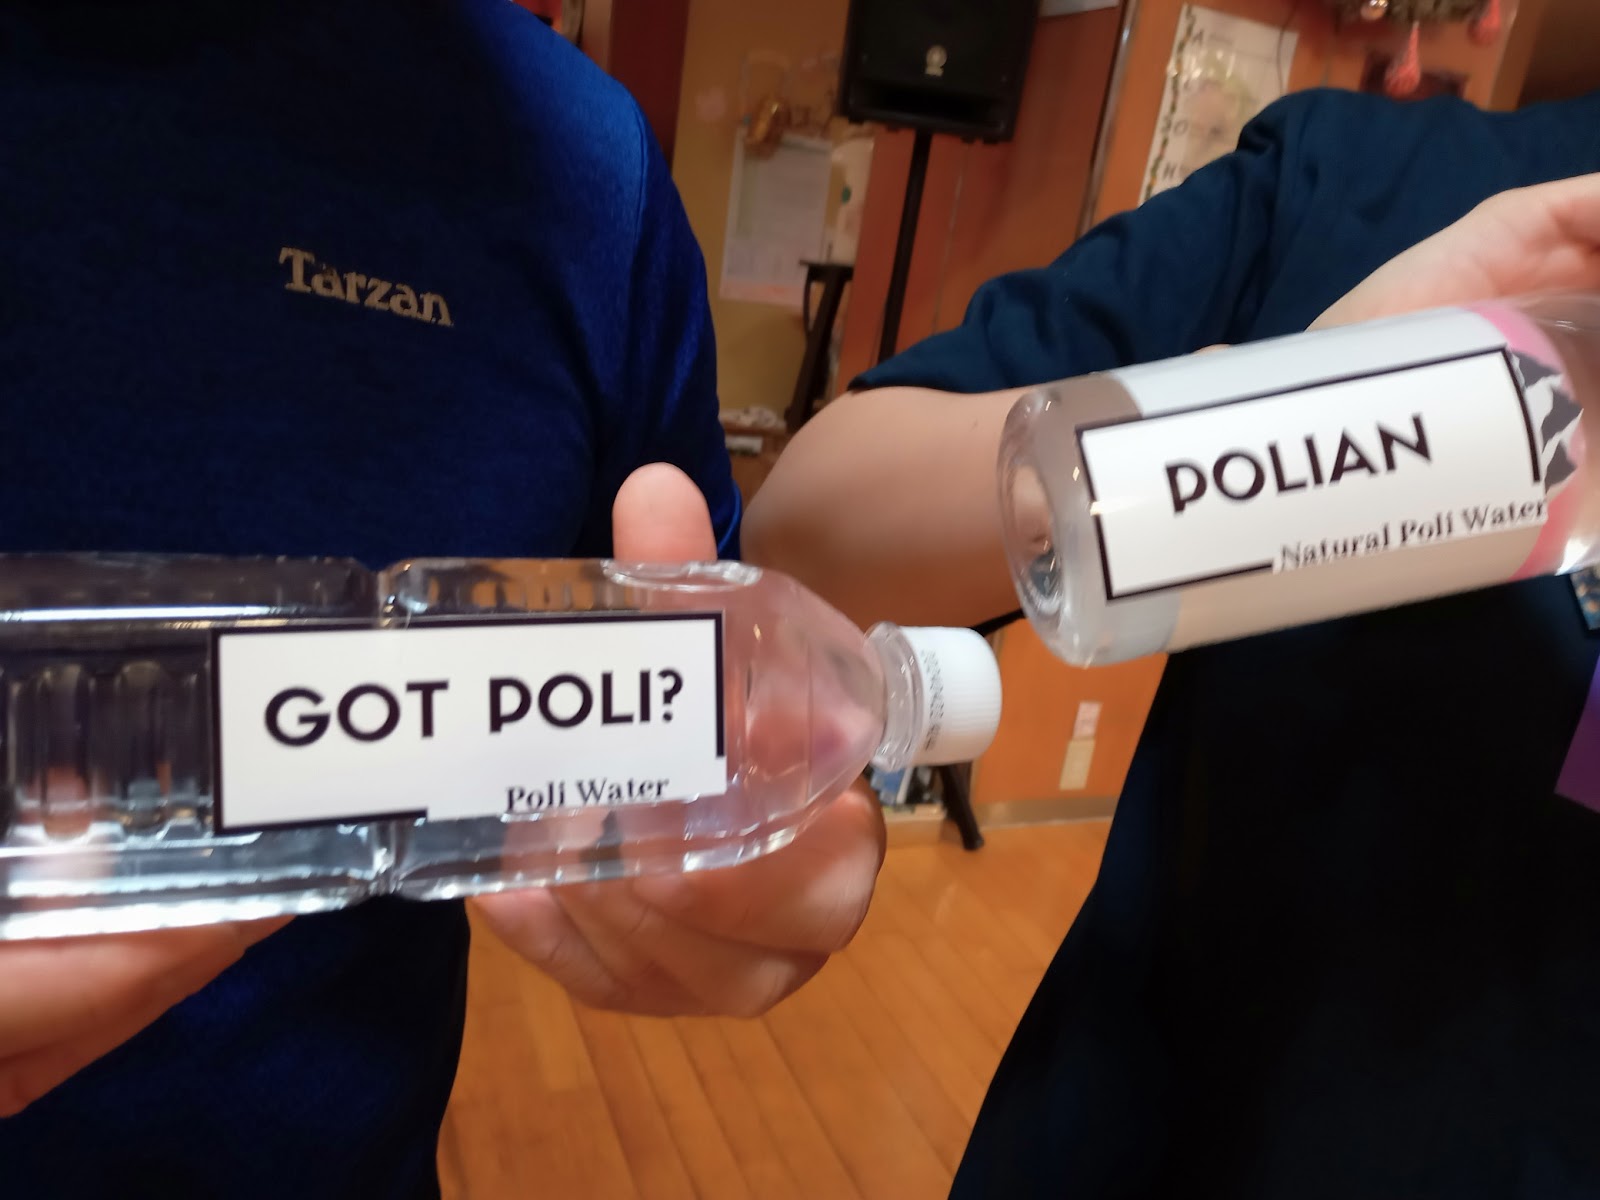 Tarzan
GOT POLI?
Poli Water
POLIAN
Natural Poli Water